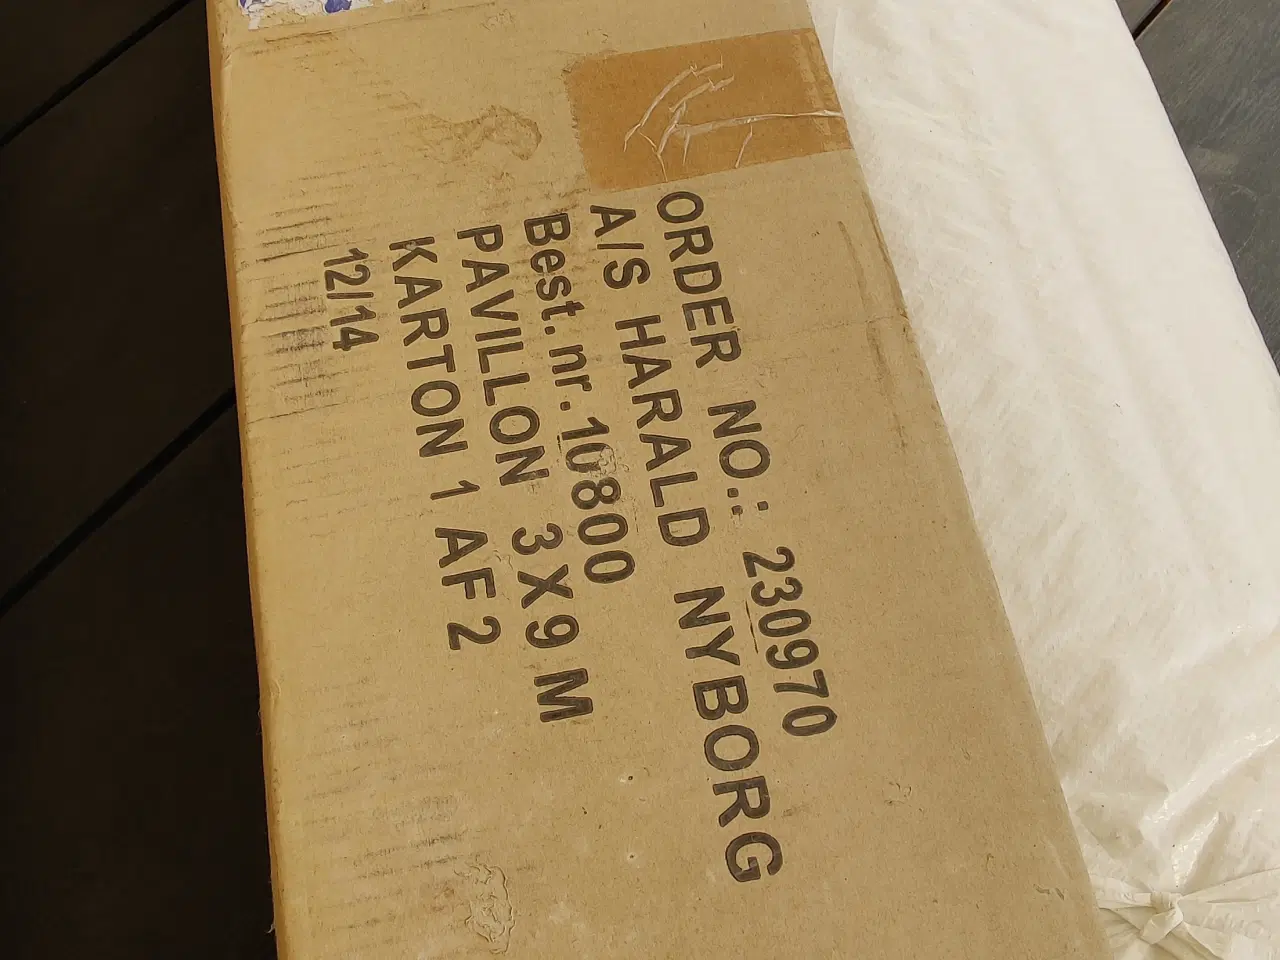 ORDER NO.: 230970
A/S HARALD NYBORG
Best. nr. 10800
PAVILLON 3X9 M
KARTON 1 AF 2
12/14